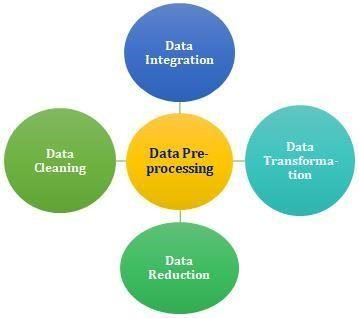 Data
Integration
Data
Cleaning
Data Pre-
processing
Data
Transforma-
tion
Data
Reduction